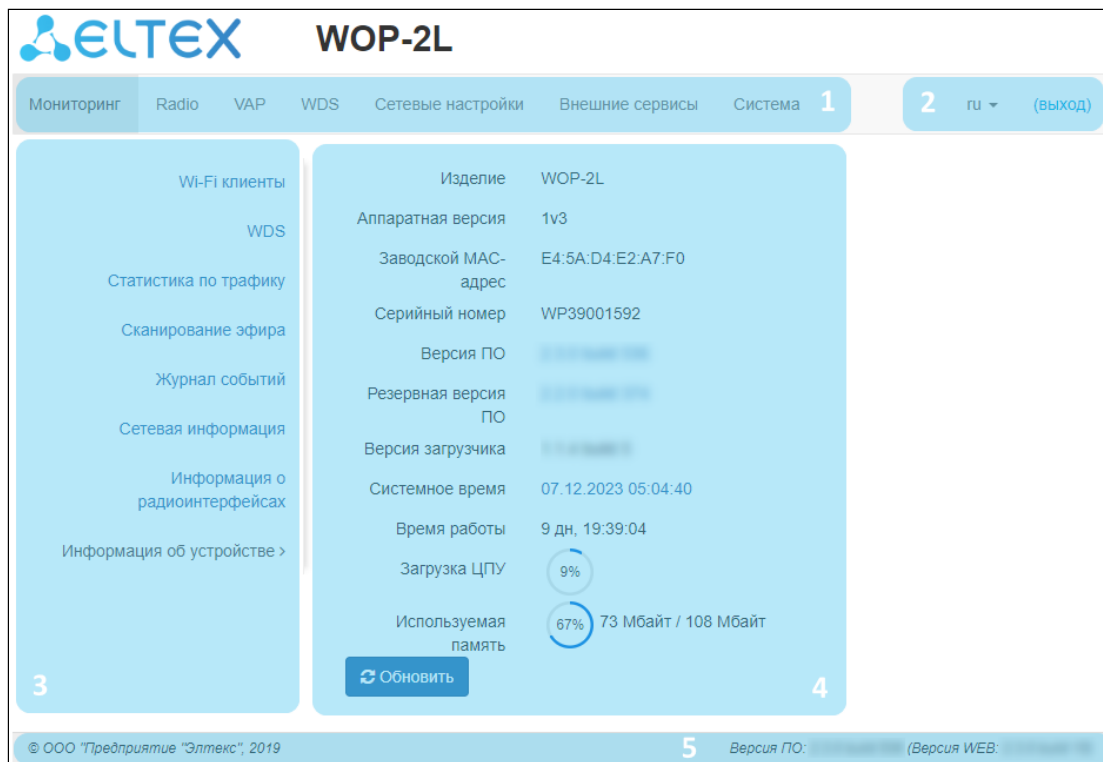 ELTEX WOP-2L
Мониторинг Radio VAP WDS Сетевые настройки Внешние сервисы Система 1 2 ru (выход)
Wi-Fi клиенты
WDS
Статистика по трафику
Сканирование эфира
Журнал событий
Сетевая информация
Информация о
радиоинтерфейсах
Информация об устройстве >
3
Изделие WOP-2L
Аппаратная версия 1v3
Заводской MAC-
адрес E4:5A:D4:E2:A7:F0
Серийный номер WP39001592
Версия ПО
Резервная версия
ПО
Версия загрузчика
Системное время 07.12.2023 05:04:40
Время работы 9 дн, 19:39:04
Загрузка ЦПУ 9%
Используемая
память 67% 73 Мбайт / 108 Мбайт
Обновить
4
© ООО "Предприятие "Элтекс", 2019 5 Версия ПО: (Версия WEB: